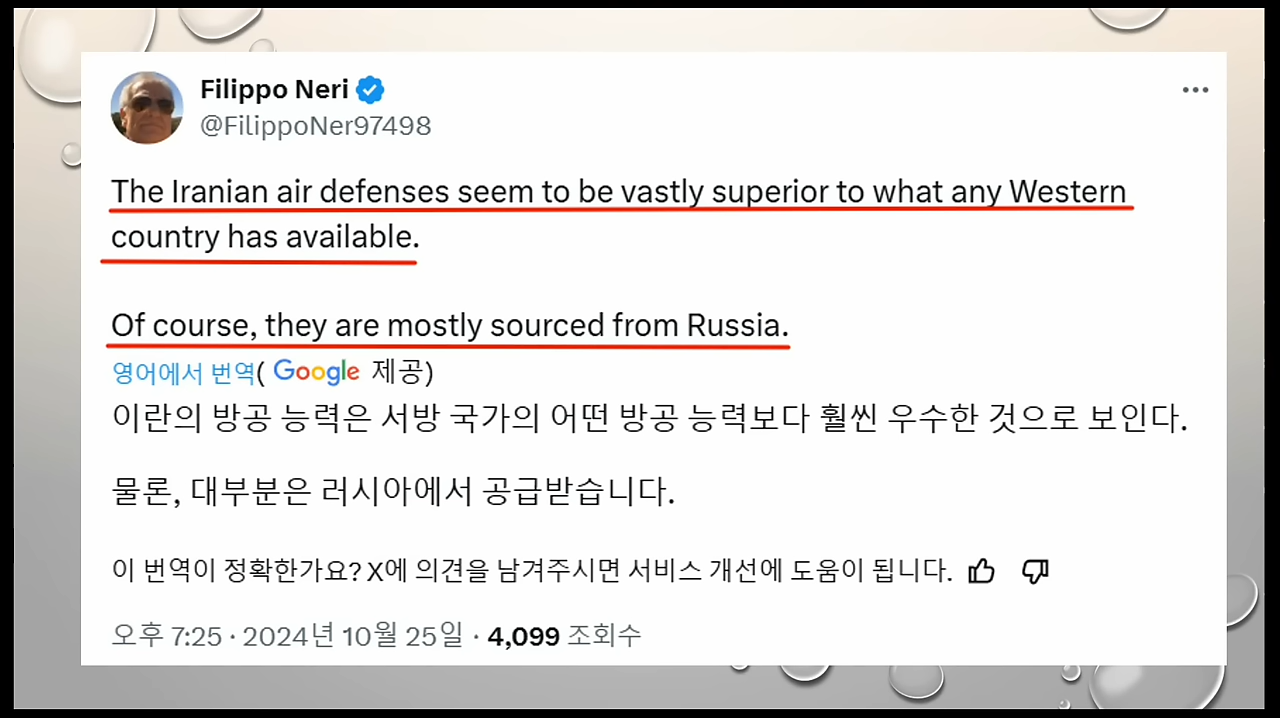 Filippo Neri
@FilippoNer97498
The Iranian air defenses seem to be vastly superior to what any Western
country has available.
Of course, they are mostly sourced from Russia.
영어에서 번역( Google 제공)
이란의 방공 능력은 서방 국가의 어떤 방공 능력보다 훨씬 우수한 것으로 보인다.
물론, 대부분은 러시아에서 공급받습니다.
이 번역이 정확한가요? X에 의견을 남겨주시면 서비스 개선에 도움이 됩니다.
오후 7:25 · 2024년 10월 25일 · 4,099 조회수